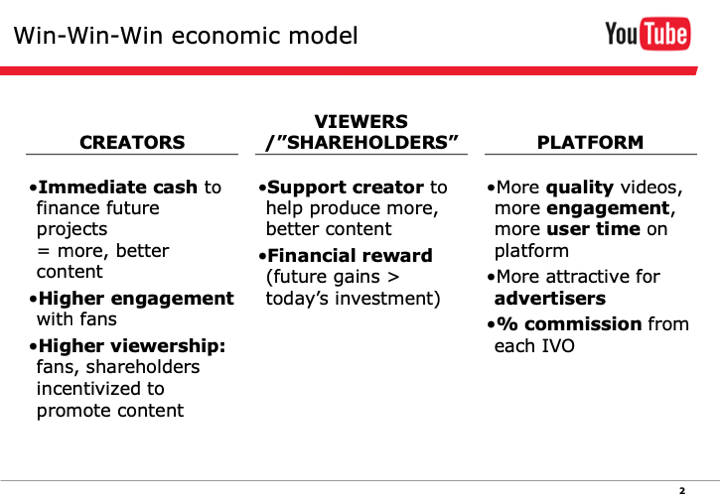 Win-Win-Win economic model
YouTube
CREATORS
•Immediate cash to
finance future
projects
= more, better
content
•Higher engagement
with fans
•Higher viewership:
fans, shareholders
incentivized to
promote content
VIEWERS
/”SHAREHOLDERS”
•Support creator to
help produce more,
better content
•Financial reward
(future gains >
today’s investment)
PLATFORM
•More quality videos,
more engagement,
more user time on
platform
•More attractive for
advertisers
•% commission from
each IVO
2